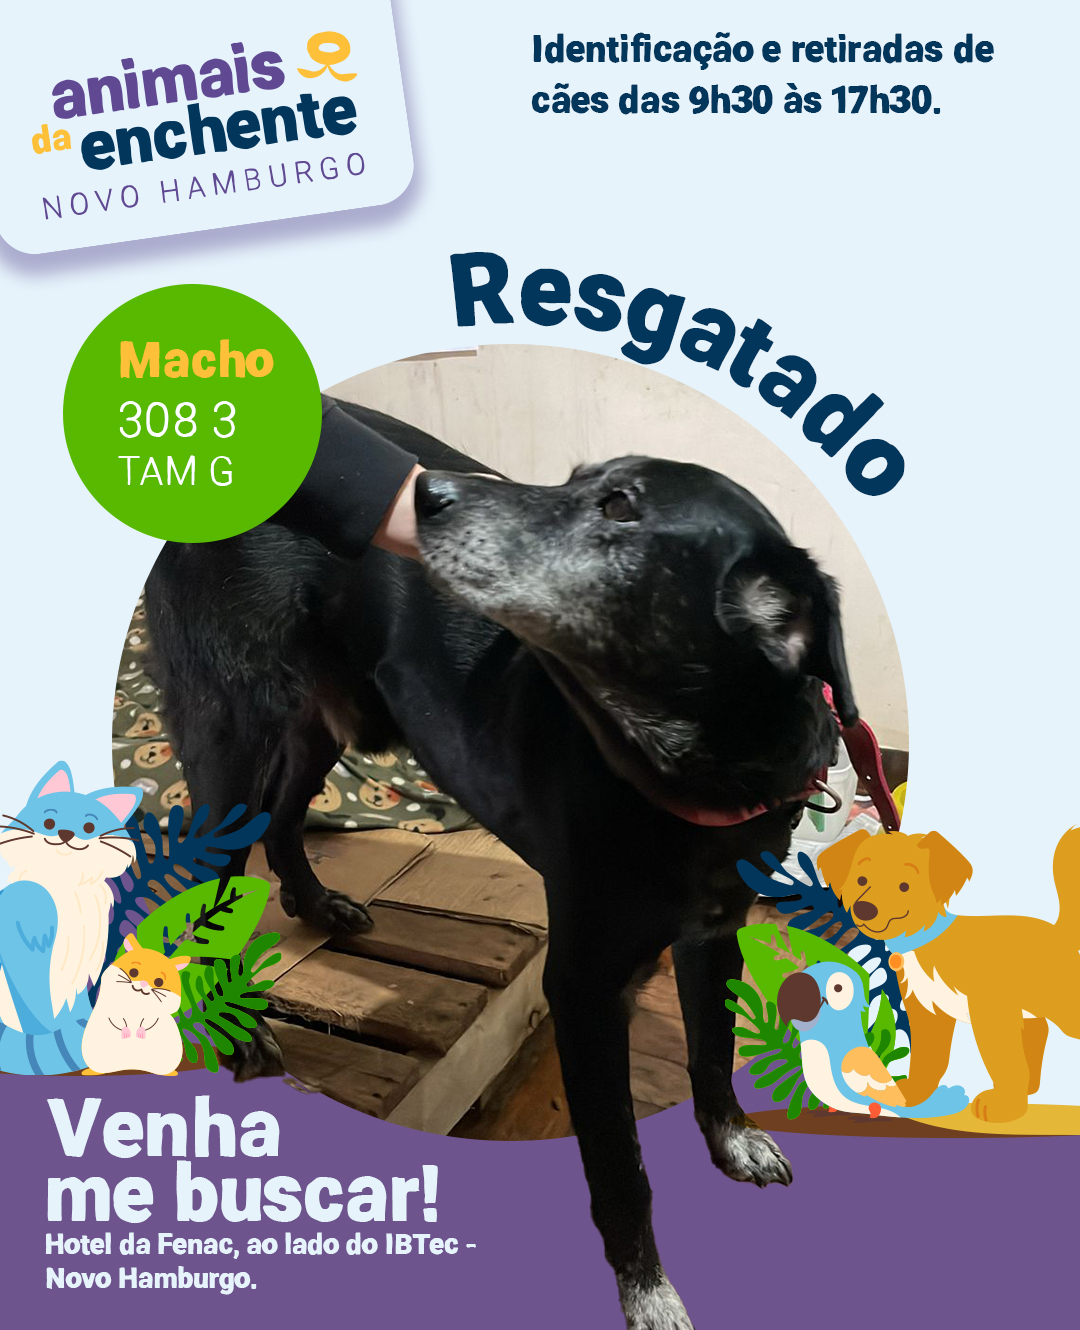 animais
da enchente
NOVO HAMBURGO
Identificação e retiradas de
cães das 9h30 às 17h30.
Resgatado
Macho
308 3
TAM G
Venha
me buscar!
Hotel da Fenac, ao lado do IBTec -
Novo Hamburgo.